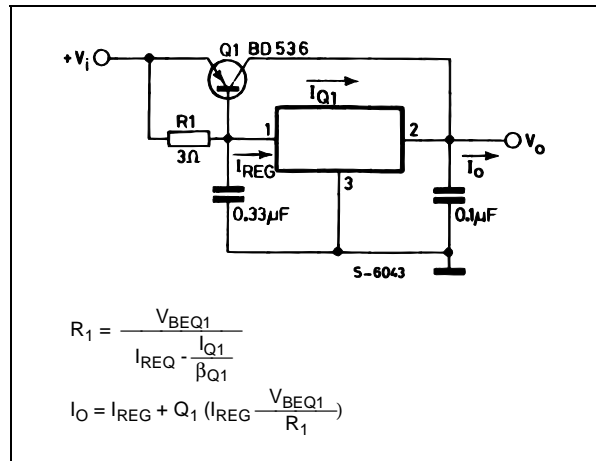 Q1 BD536
+Vi
IQ1
R1
1
2
Vo
3Ω
IREG
Io
3
0.33µF
0.1µF
S-6043
R1 = VBEQ1 / (IREQ - IQ1 / βQ1)
IO = IREG + Q1 (IREG VBEQ1 / R1)